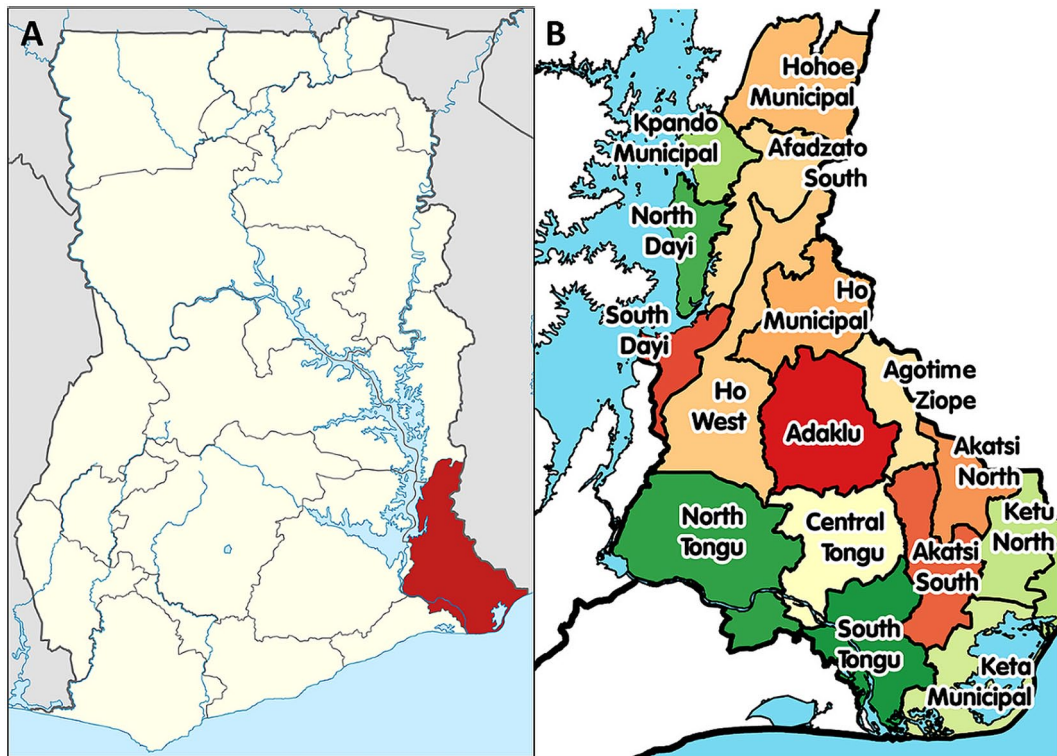 A
B
Hohoe
Municipal
Kpando
Municipal
Afadzato
South
North
Dayi
Ho
Municipal
South
Dayi
Agotime
Ziope
Ho
West
Adaklu
Akatsi
North
North
Tongu
Central
Tongu
Ketu
North
Akatsi
South
South
Tongu
Keta
Municipal